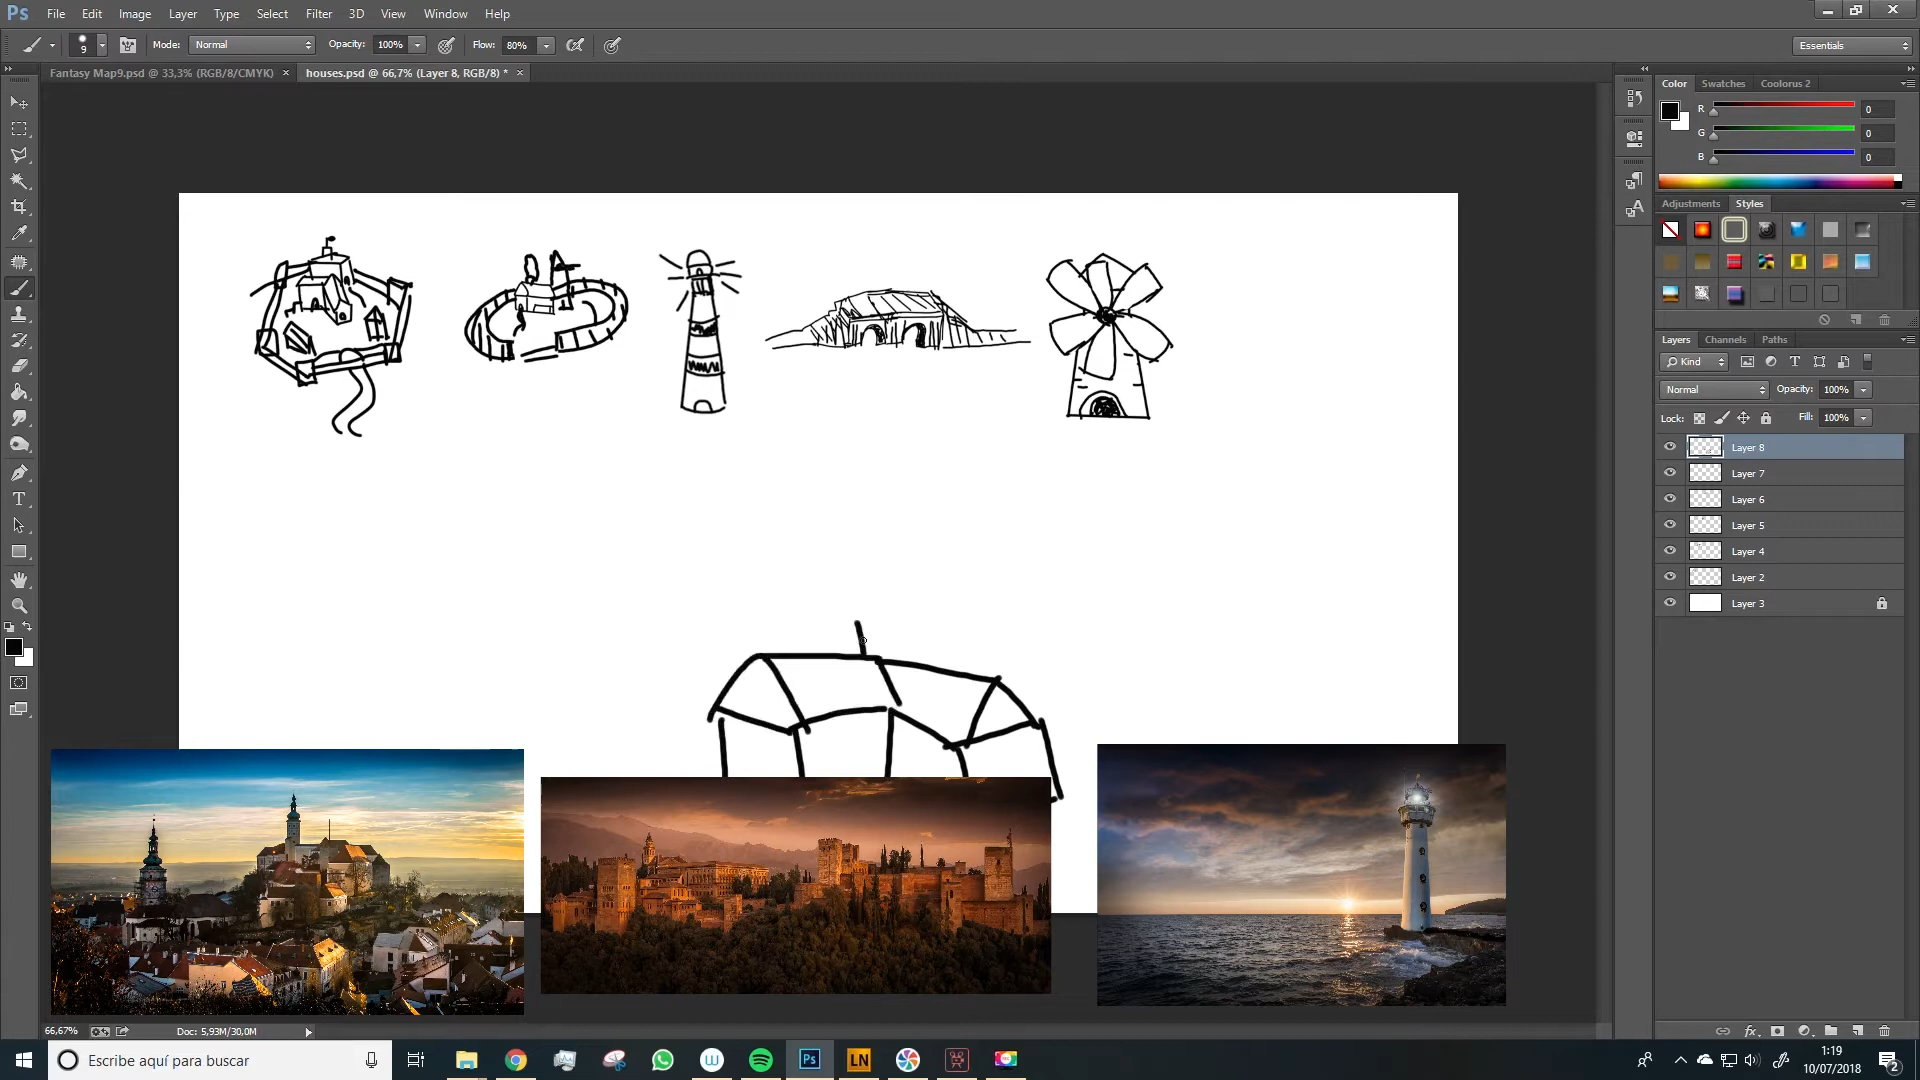 Ps File Edit Image Layer Type Select Filter 3D View Window Help
9 Mode: Normal Opacity: 100% Flow: 80% Essentials
Fantasy Map9.psd @ 33,3% (RGB/8/CMYK) × houses.psd @ 66,7% (Layer 8, RGB/8) * ×
Color Swatches Coolorus 2
R 0
G 0
B 0
Adjustments Styles
Layers Channels Paths
Kind
Normal Opacity: 100%
Lock: Fill: 100%
Layer 8
Layer 7
Layer 6
Layer 5
Layer 4
Layer 2
Layer 3
66,67% Doc: 5,93M/30,0M
Escribe aquí para buscar
W Ps LN
1:19
10/07/2018
2